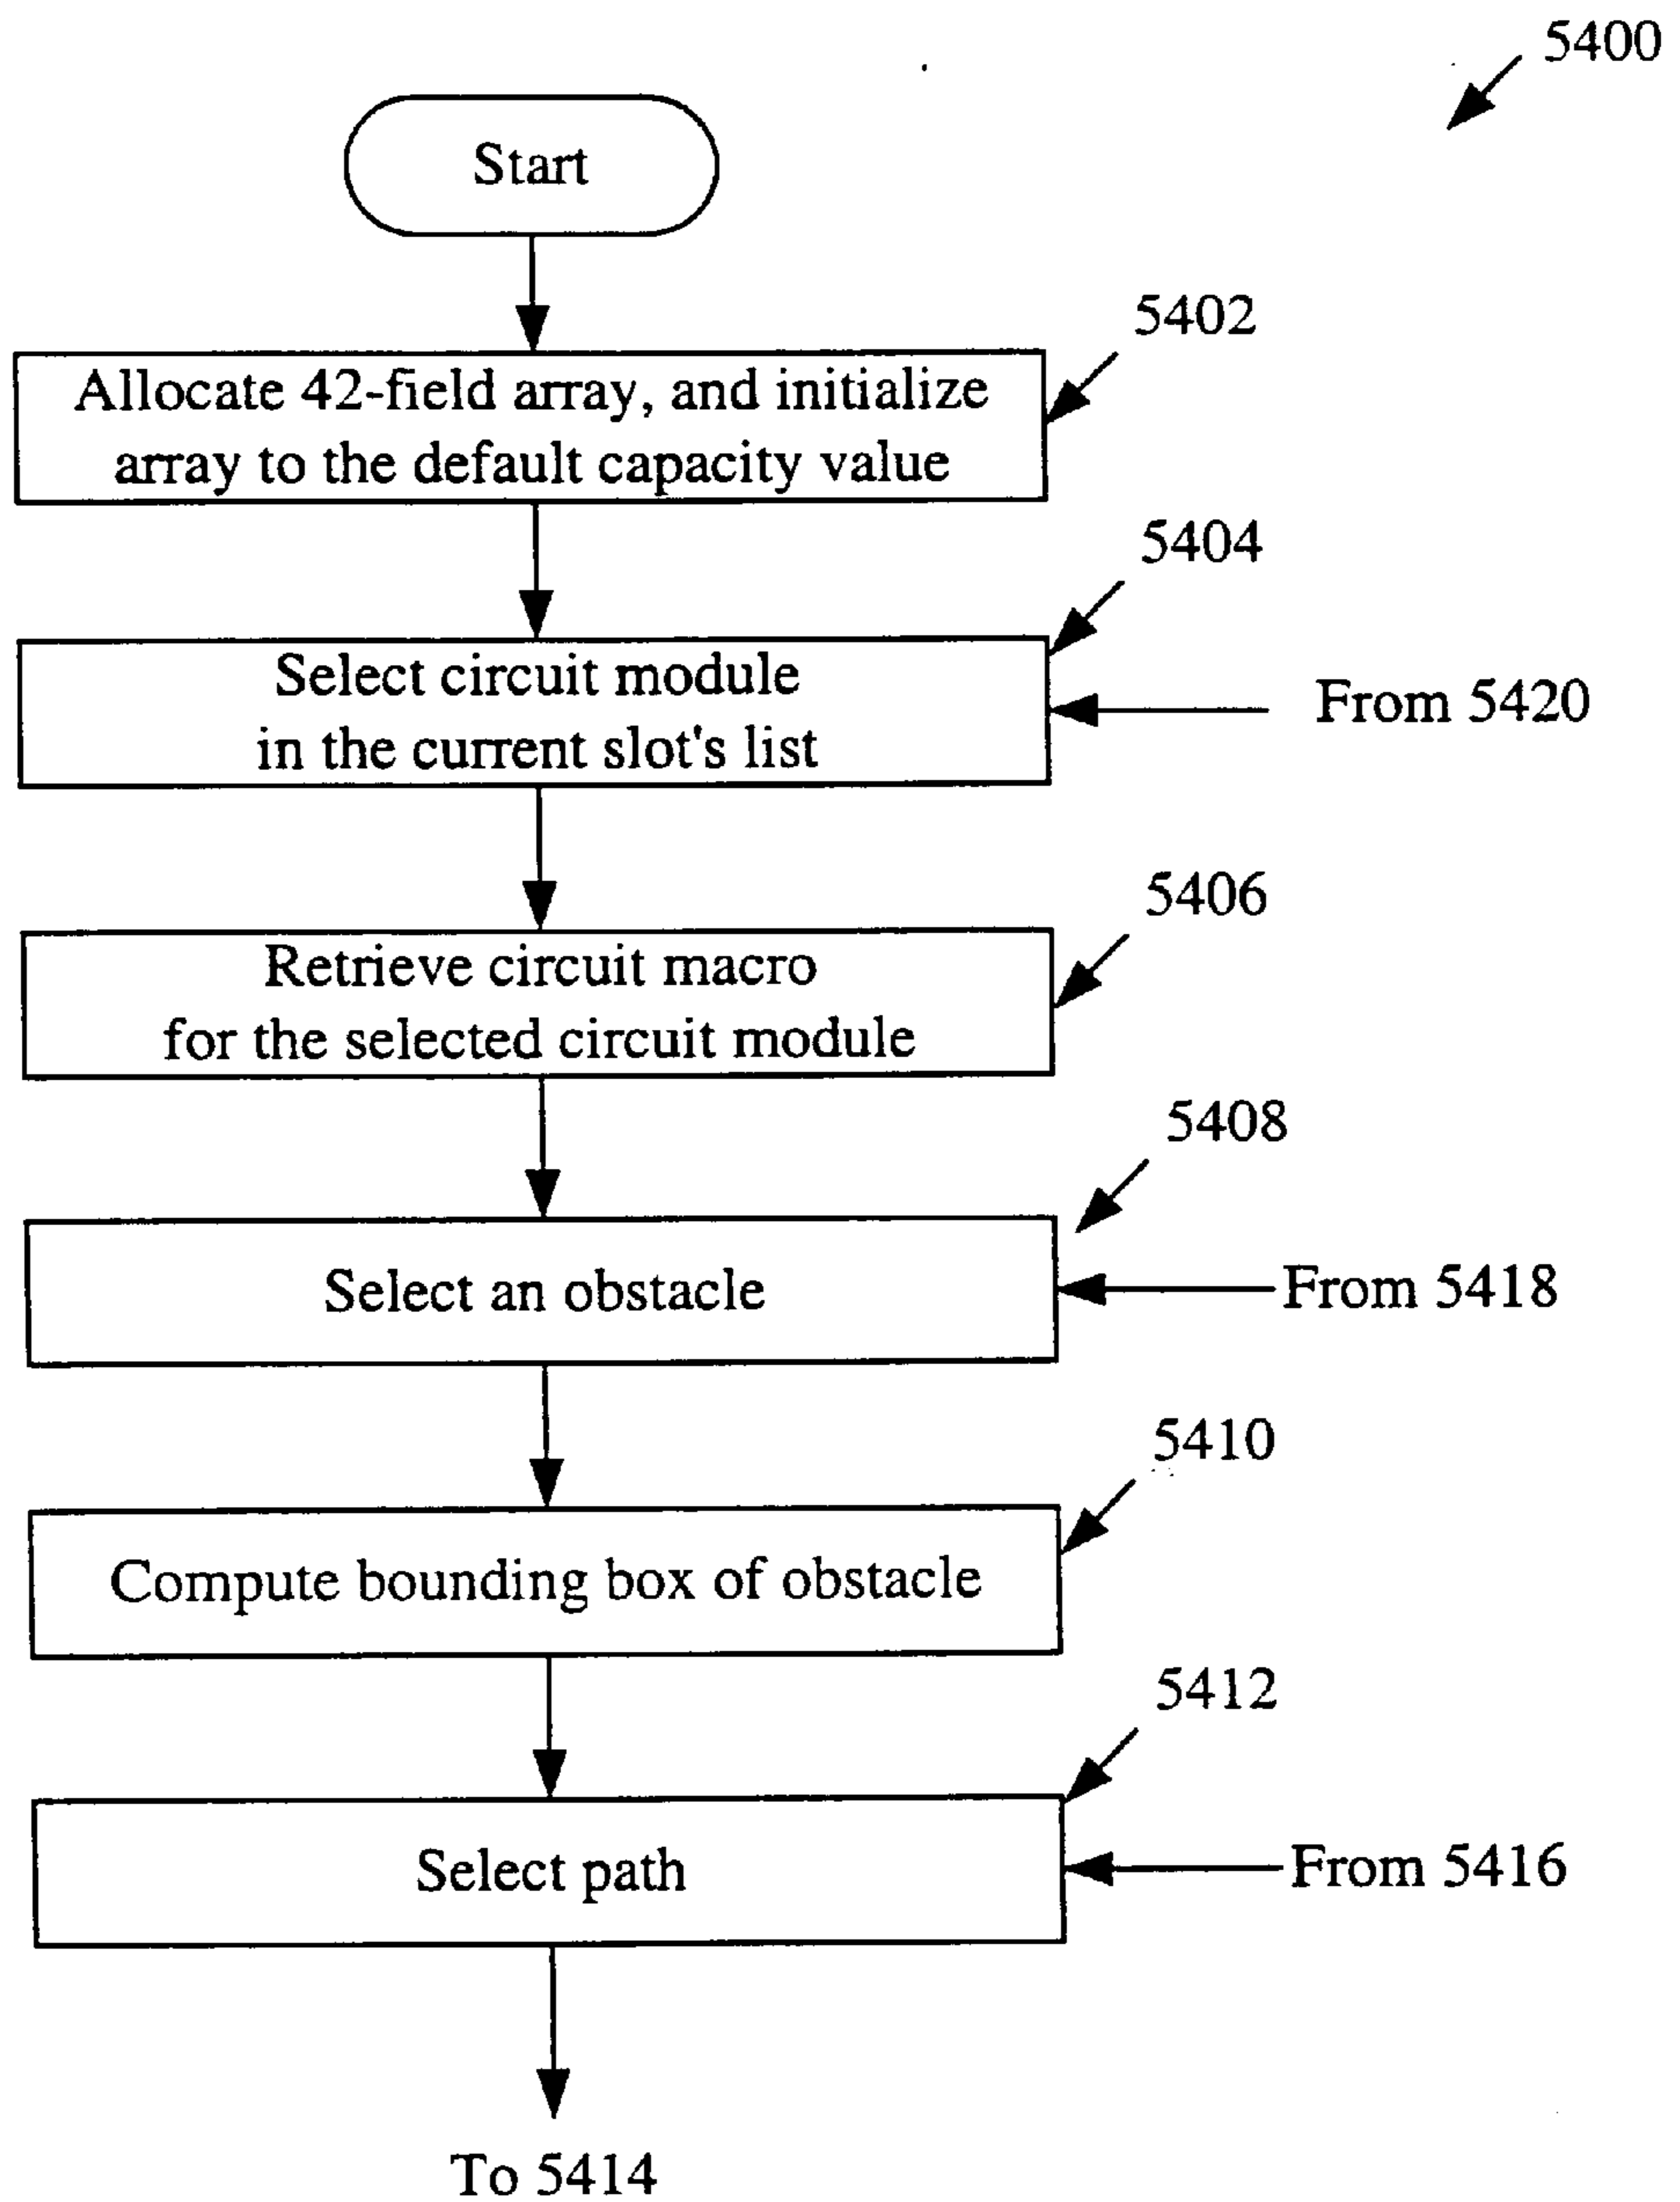 5400
Start
5402
Allocate 42-field array, and initialize
array to the default capacity value
5404
Select circuit module
in the current slot's list
From 5420
5406
Retrieve circuit macro
for the selected circuit module
5408
Select an obstacle
From 5418
5410
Compute bounding box of obstacle
5412
Select path
From 5416
To 5414